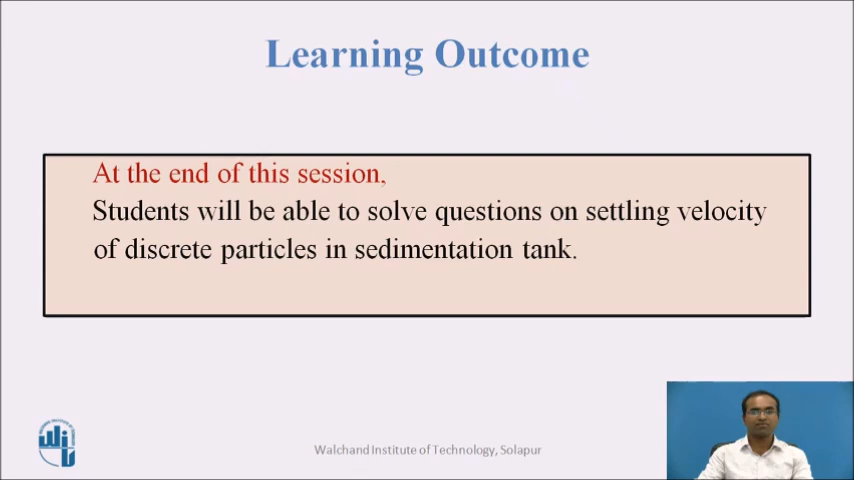 Learning Outcome
At the end of this session,
Students will be able to solve questions on settling velocity
of discrete particles in sedimentation tank.
Walchand Institute of Technology, Solapur